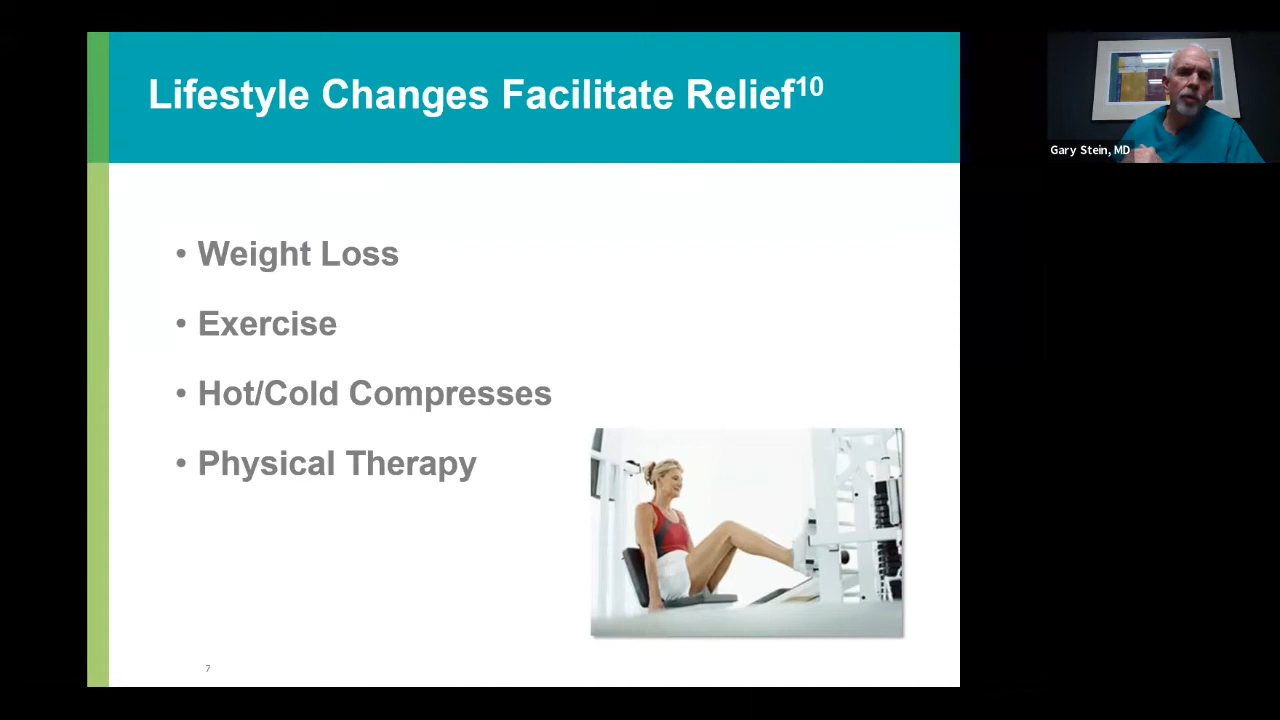 Lifestyle Changes Facilitate Relief10
Gary Stein, MD
• Weight Loss
• Exercise
• Hot/Cold Compresses
• Physical Therapy
7